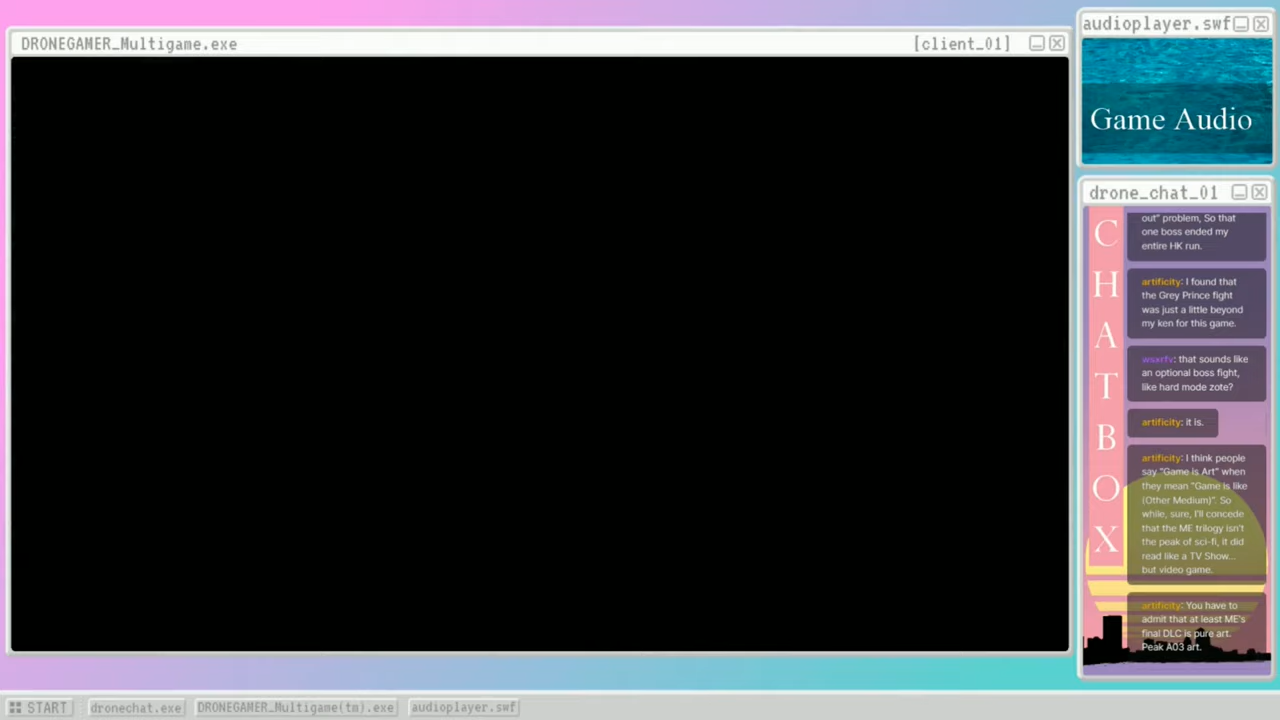 DRONEGAMER_Multigame.exe
[client_01]
audioplayer.swf
Game Audio
drone_chat_01
CHATBOX
out" problem, So that
one boss ended my
entire HK run.
artificity: I found that
the Grey Prince fight
was just a little beyond
my ken for this game.
wsxrfv: that sounds like
an optional boss fight,
like hard mode zote?
artificity: it is.
artificity: I think people
say "Game is Art" when
they mean "Game is like
(Other Medium)". So
while, sure, I'll concede
that the ME trilogy isn't
the peak of sci-fi, it did
read like a TV Show...
but video game.
artificity: You have to
admit that at least ME's
final DLC is pure art.
Peak A03 art.
START
dronechat.exe
DRONEGAMER_Multigame(tm).exe
audioplayer.swf